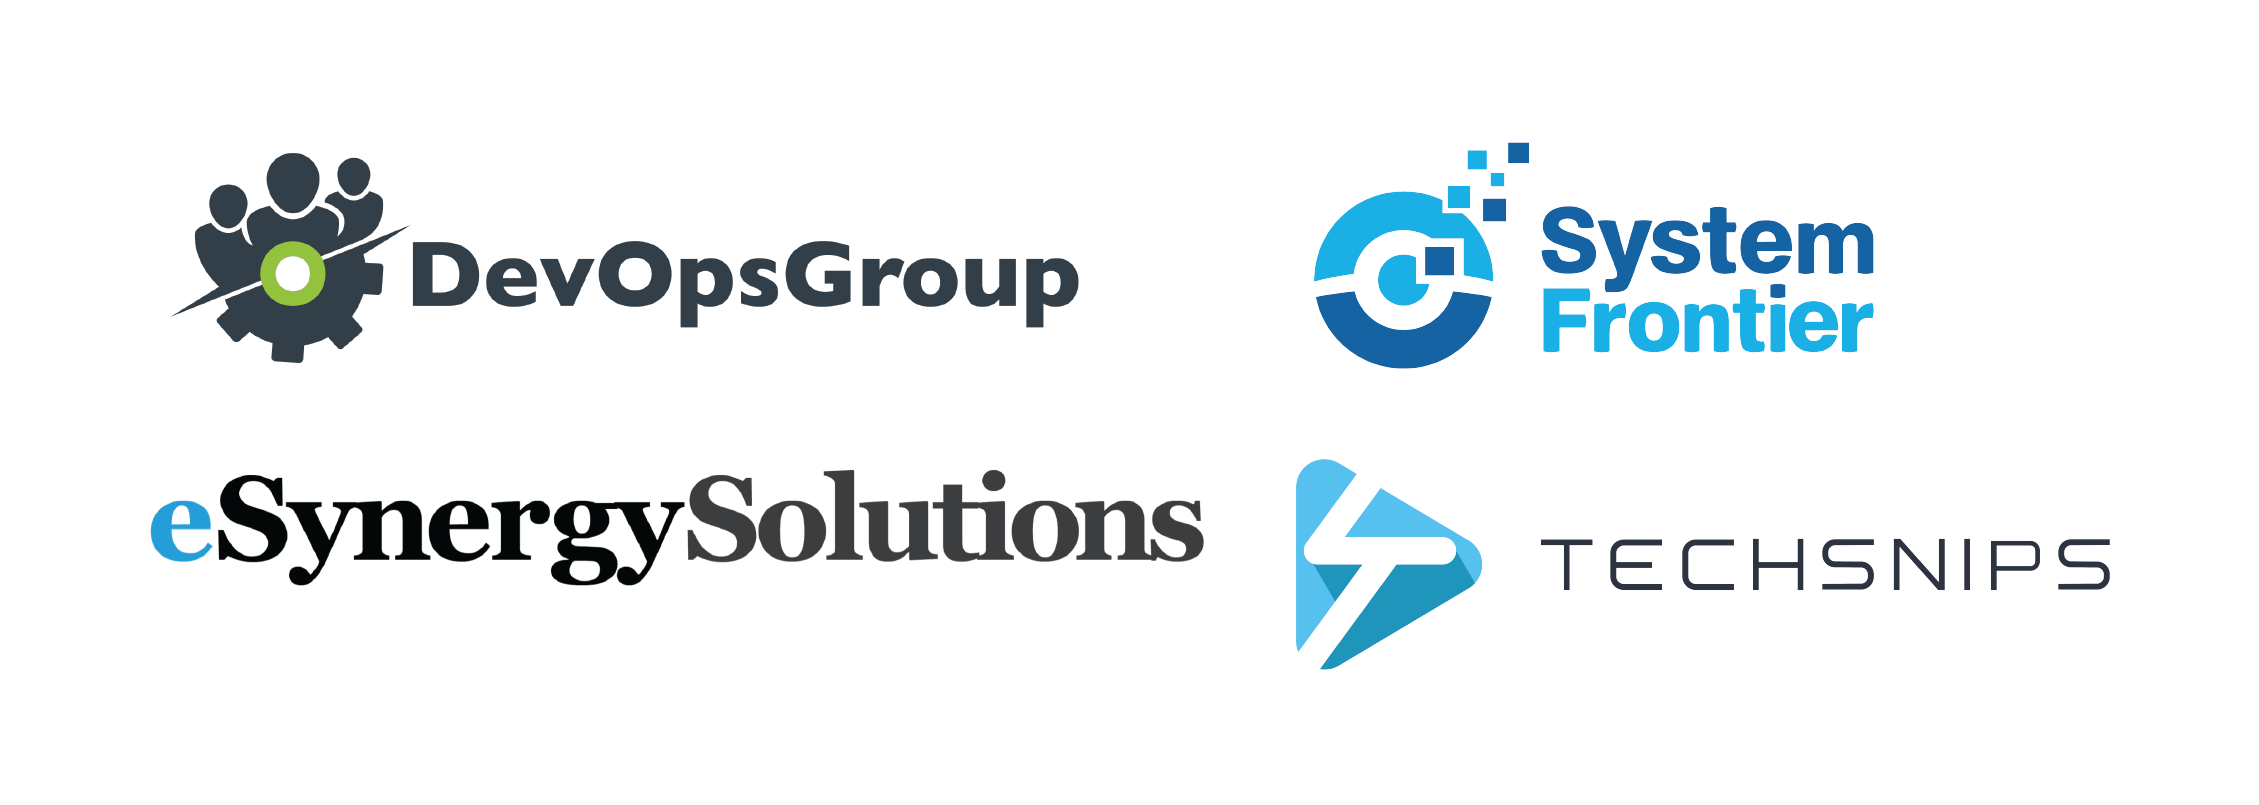 DevOpsGroup
System
Frontier
eSynergySolutions
TECHSNIPS